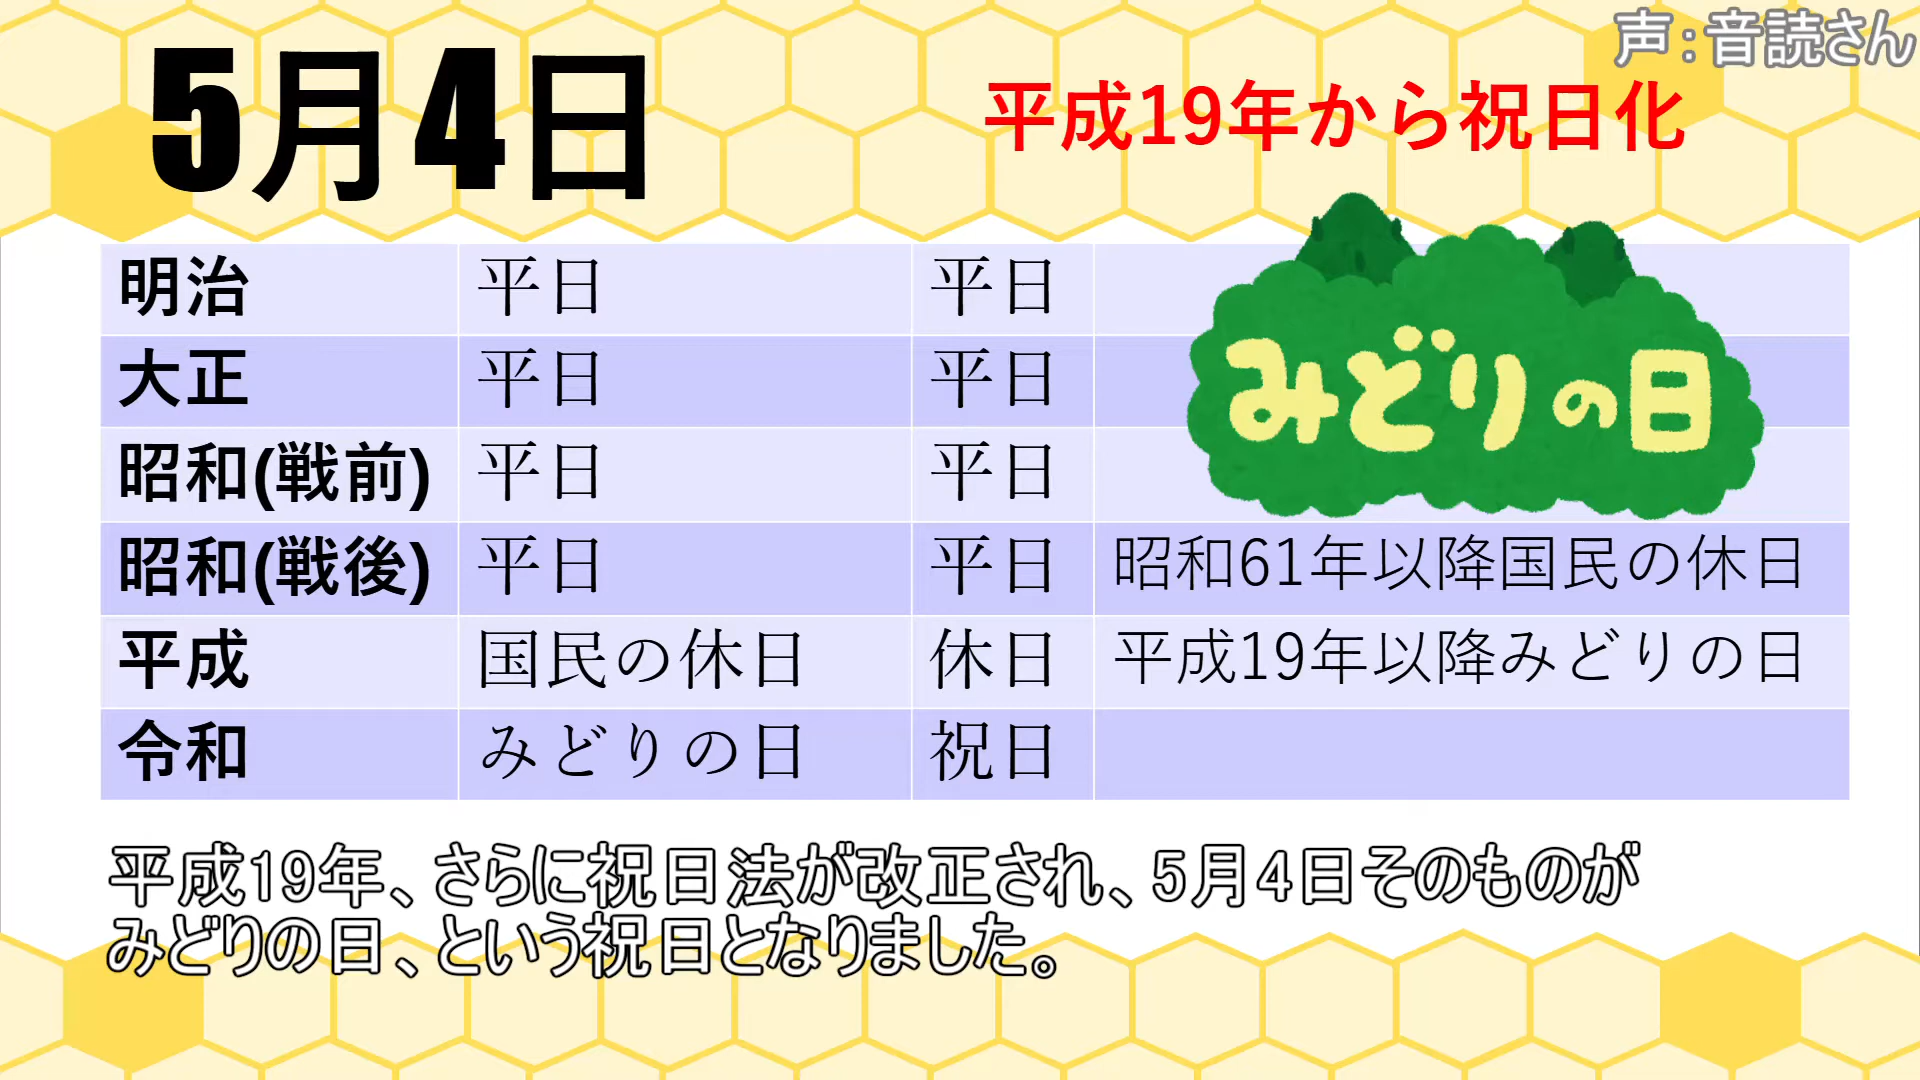 声：音読さん
5月4日
平成19年から祝日化
みどりの日
明治 平日 平日
大正 平日 平日
昭和(戦前) 平日 平日
昭和(戦後) 平日 平日 昭和61年以降国民の休日
平成 国民の休日 休日 平成19年以降みどりの日
令和 みどりの日 祝日
平成19年、さらに祝日法が改正され、5月4日そのものが
みどりの日、という祝日となりました。